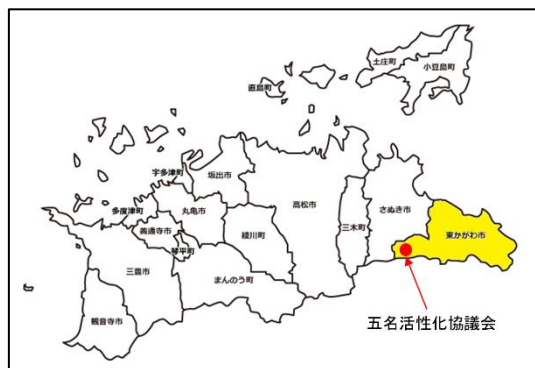 土庄町
小豆島町
直島町
宇多津町
坂出市
高松市
さぬき市
多度津町
丸亀市
三木町
東かがわ市
善通寺市
綾川町
琴平町
三豊市
まんのう町
観音寺市
五名活性化協議会